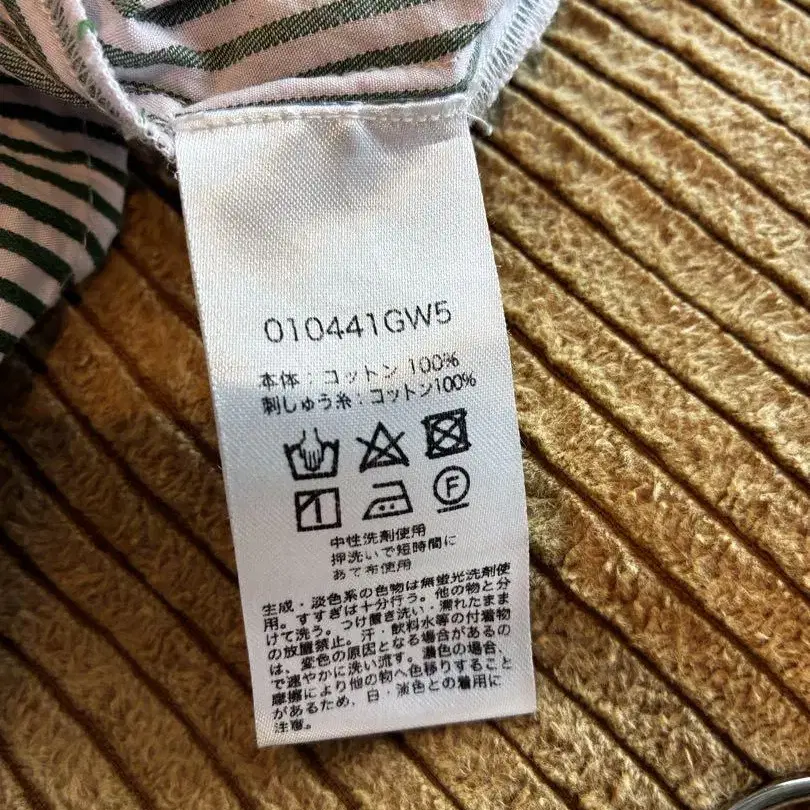 010441GW5
本体：コットン 100%
刺しゅう糸：コットン100%
F
中性洗剤使用
押洗いで短時間に
あて布使用
生成・淡色系の色物は無蛍光洗剤使
用。すすぎは十分行う。他の物と分
けて洗う。つけ置き洗い・濡れたまま
の放置禁止。汗・飲料水等の付着物
は、変色の原因となる場合があるの
で速やかに洗い流す。濃色の場合、
摩擦により他の物へ色移りすること
があるため、白・淡色との着用に
注意。